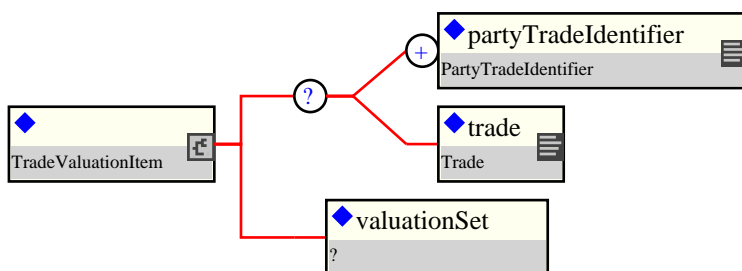 partyTradeIdentifier
+
PartyTradeIdentifier
?
trade
TradeValuationItem
Trade
valuationSet
?